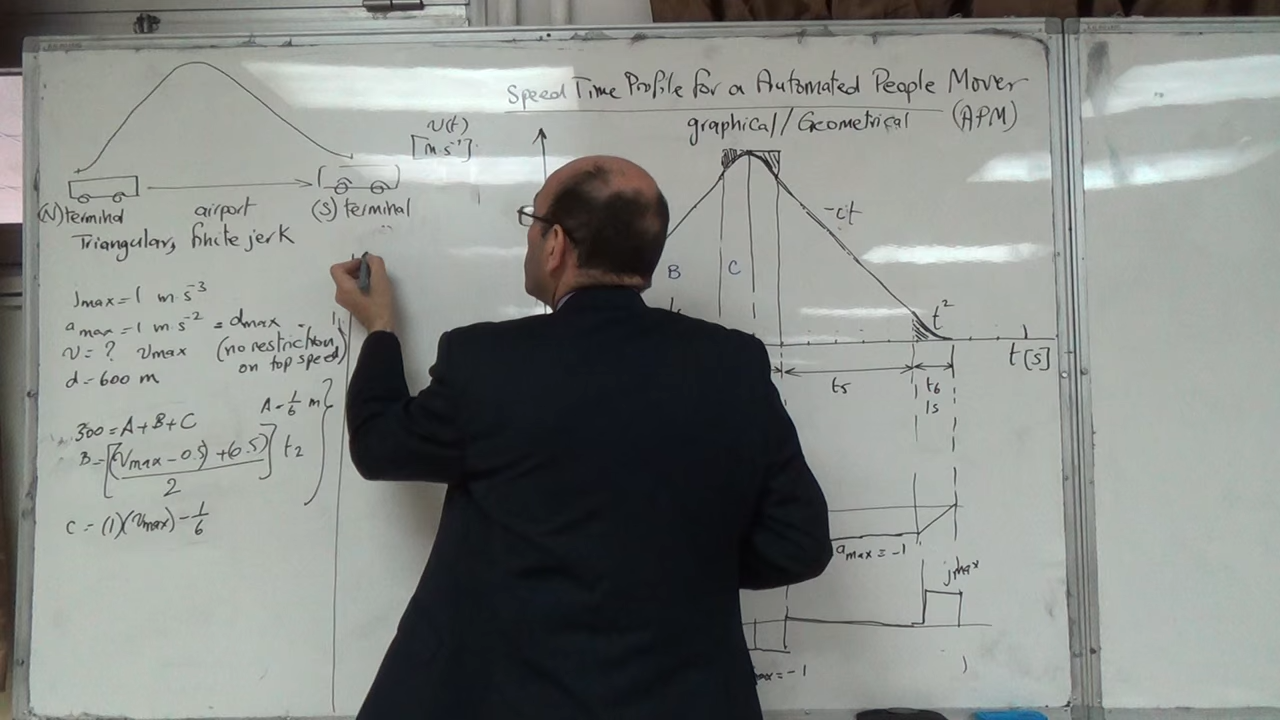 Speed Time Profile for a Automated People Mover
graphical/Geometrical (APM)
v(t)
[m·s⁻¹]
(N) terminal airport (S) terminal
Triangular, finite jerk
jmax = 1 m·s⁻³
amax = 1 m·s⁻² = dmax
v = ? vmax (no restriction on top speed)
d = 600 m
A = 1/6 m
300 = A + B + C
B = [(vmax - 0.5) + (0.5)]/2 t2
C = (1)(vmax) - 1/6
B
C
-ct
t²
t[s]
t5
t6
1s
amax = -1
jmax
max = -1